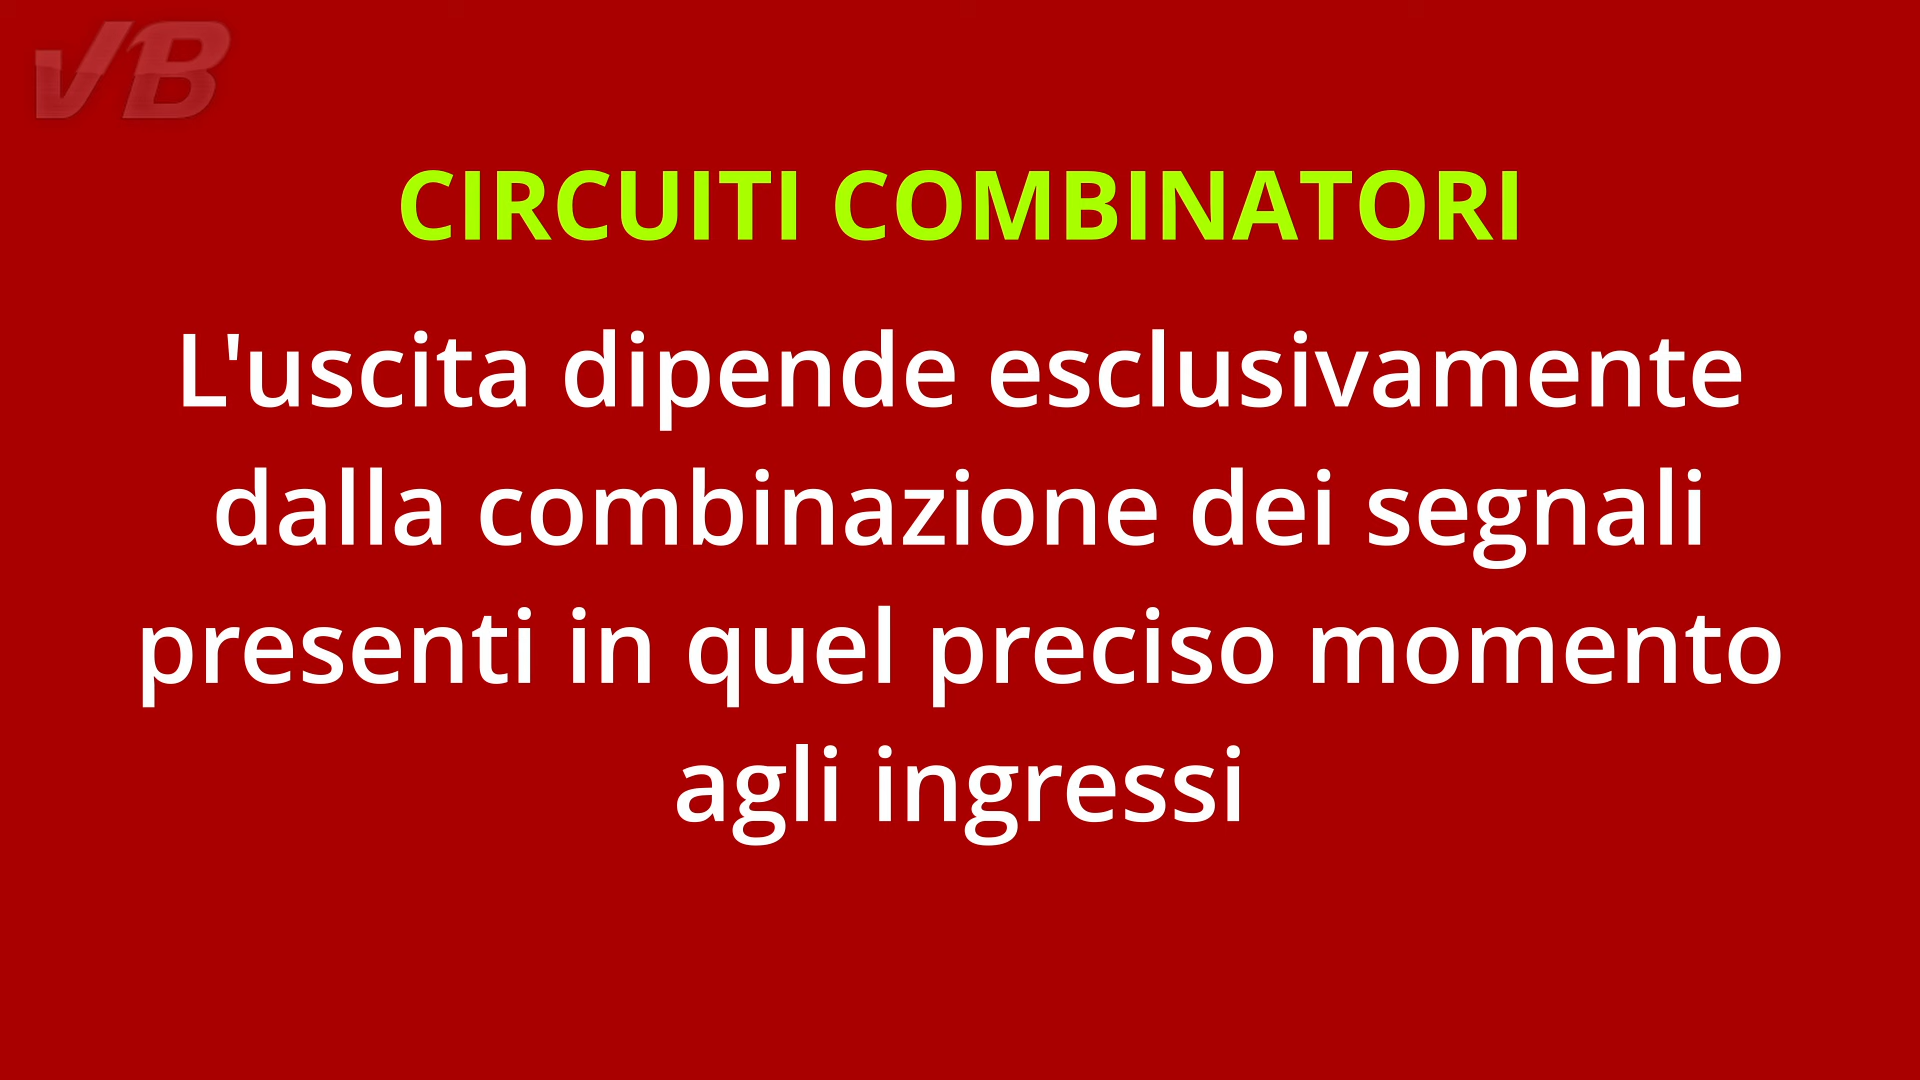 VB
CIRCUITI COMBINATORI
L'uscita dipende esclusivamente
dalla combinazione dei segnali
presenti in quel preciso momento
agli ingressi